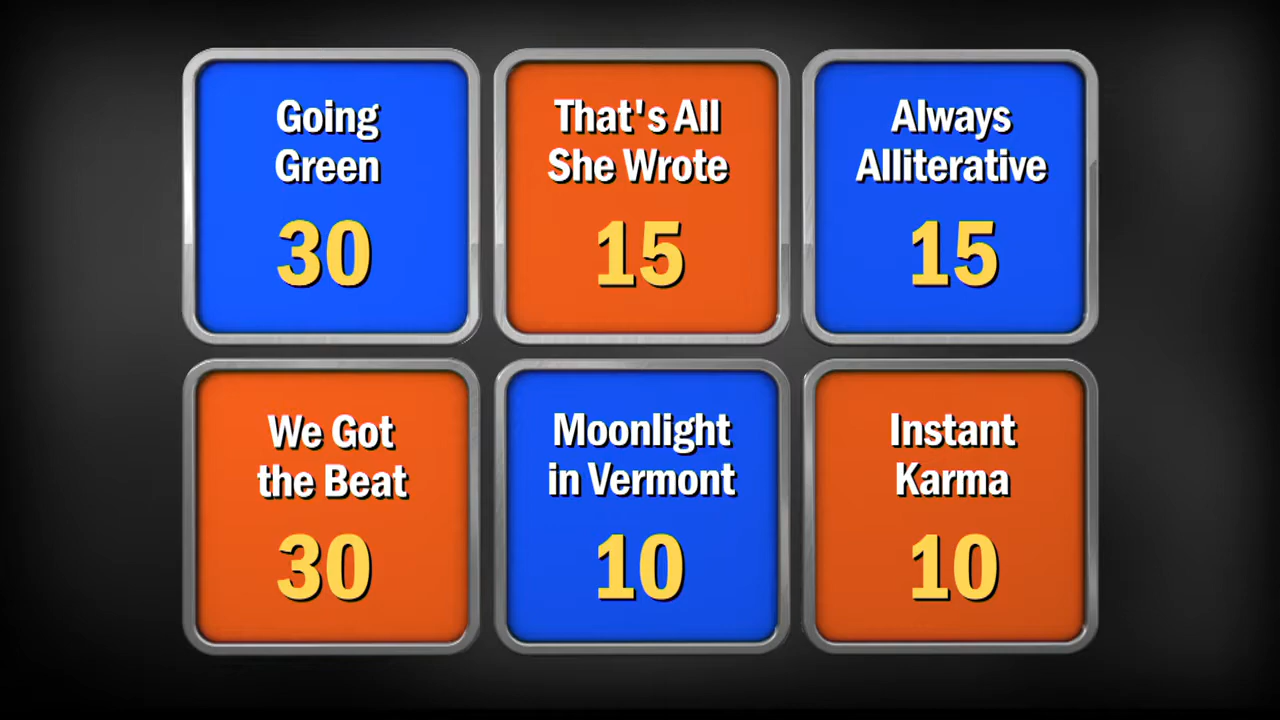 Going
Green
30
That's All
She Wrote
15
Always
Alliterative
15
We Got
the Beat
30
Moonlight
in Vermont
10
Instant
Karma
10